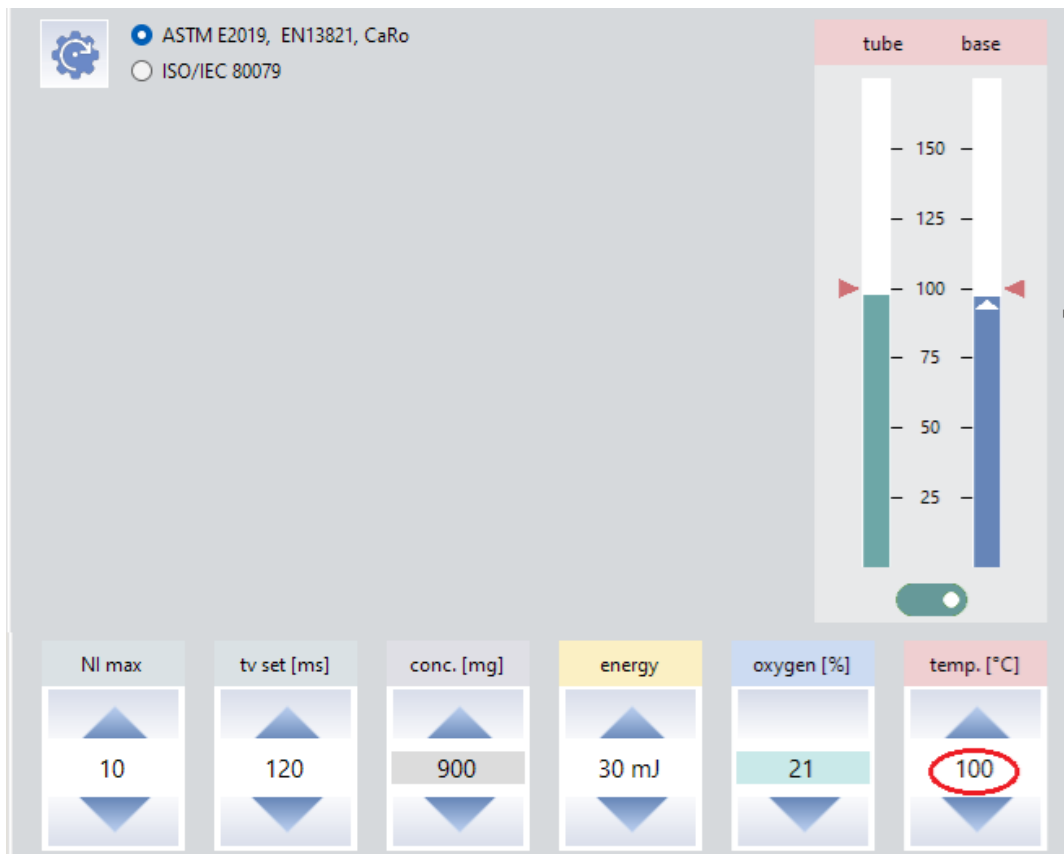 ASTM E2019, EN13821, CaRo
ISO/IEC 80079
tube base
150
125
100
75
50
25
NI max tv set [ms] conc. [mg] energy oxygen [%] temp. [°C]
10 120 900 30 mJ 21 100